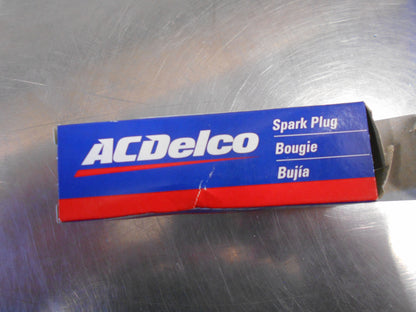 ACDelco
Spark Plug
Bougie
Bujía